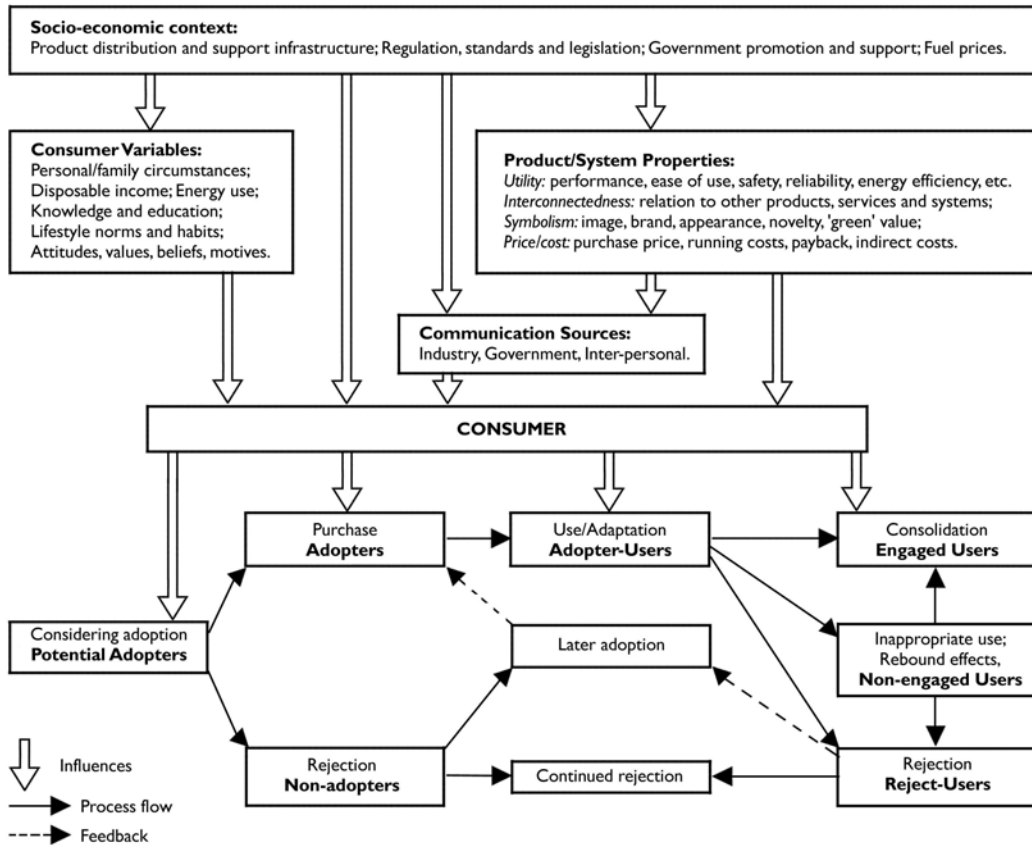 Socio-economic context:
Product distribution and support infrastructure; Regulation, standards and legislation; Government promotion and support; Fuel prices.
Consumer Variables:
Personal/family circumstances;
Disposable income; Energy use;
Knowledge and education;
Lifestyle norms and habits;
Attitudes, values, beliefs, motives.
Product/System Properties:
Utility: performance, ease of use, safety, reliability, energy efficiency, etc.
Interconnectedness: relation to other products, services and systems;
Symbolism: image, brand, appearance, novelty, 'green' value;
Price/cost: purchase price, running costs, payback, indirect costs.
Communication Sources:
Industry, Government, Inter-personal.
CONSUMER
Purchase
Adopters
Use/Adaptation
Adopter-Users
Consolidation
Engaged Users
Considering adoption
Potential Adopters
Later adoption
Inappropriate use;
Rebound effects,
Non-engaged Users
Rejection
Non-adopters
Continued rejection
Rejection
Reject-Users
Influences
Process flow
Feedback